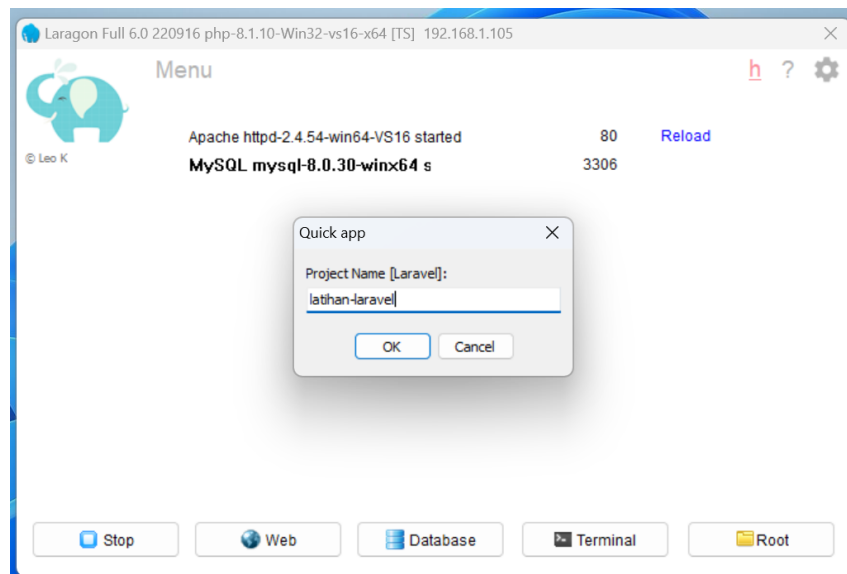 Laragon Full 6.0 220916 php-8.1.10-Win32-vs16-x64 [TS] 192.168.1.105
Menu
h ?
© Leo K
Apache httpd-2.4.54-win64-VS16 started 80 Reload
MySQL mysql-8.0.30-winx64 s 3306
Quick app
Project Name [Laravel]:
latihan-laravel
OK Cancel
Stop Web Database Terminal Root